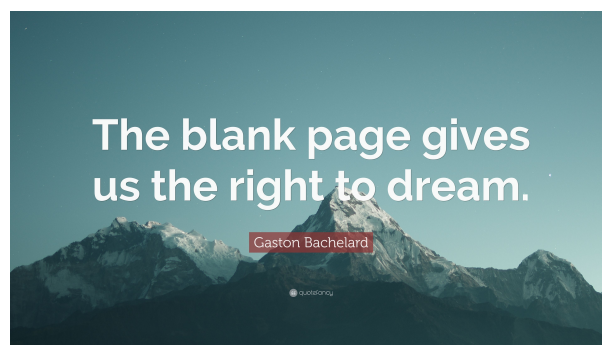 The blank page gives
us the right to dream.
Gaston Bachelard
quotefancy